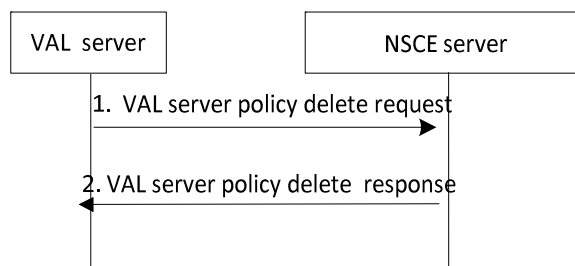 VAL server
NSCE server
1. VAL server policy delete request
2. VAL server policy delete response